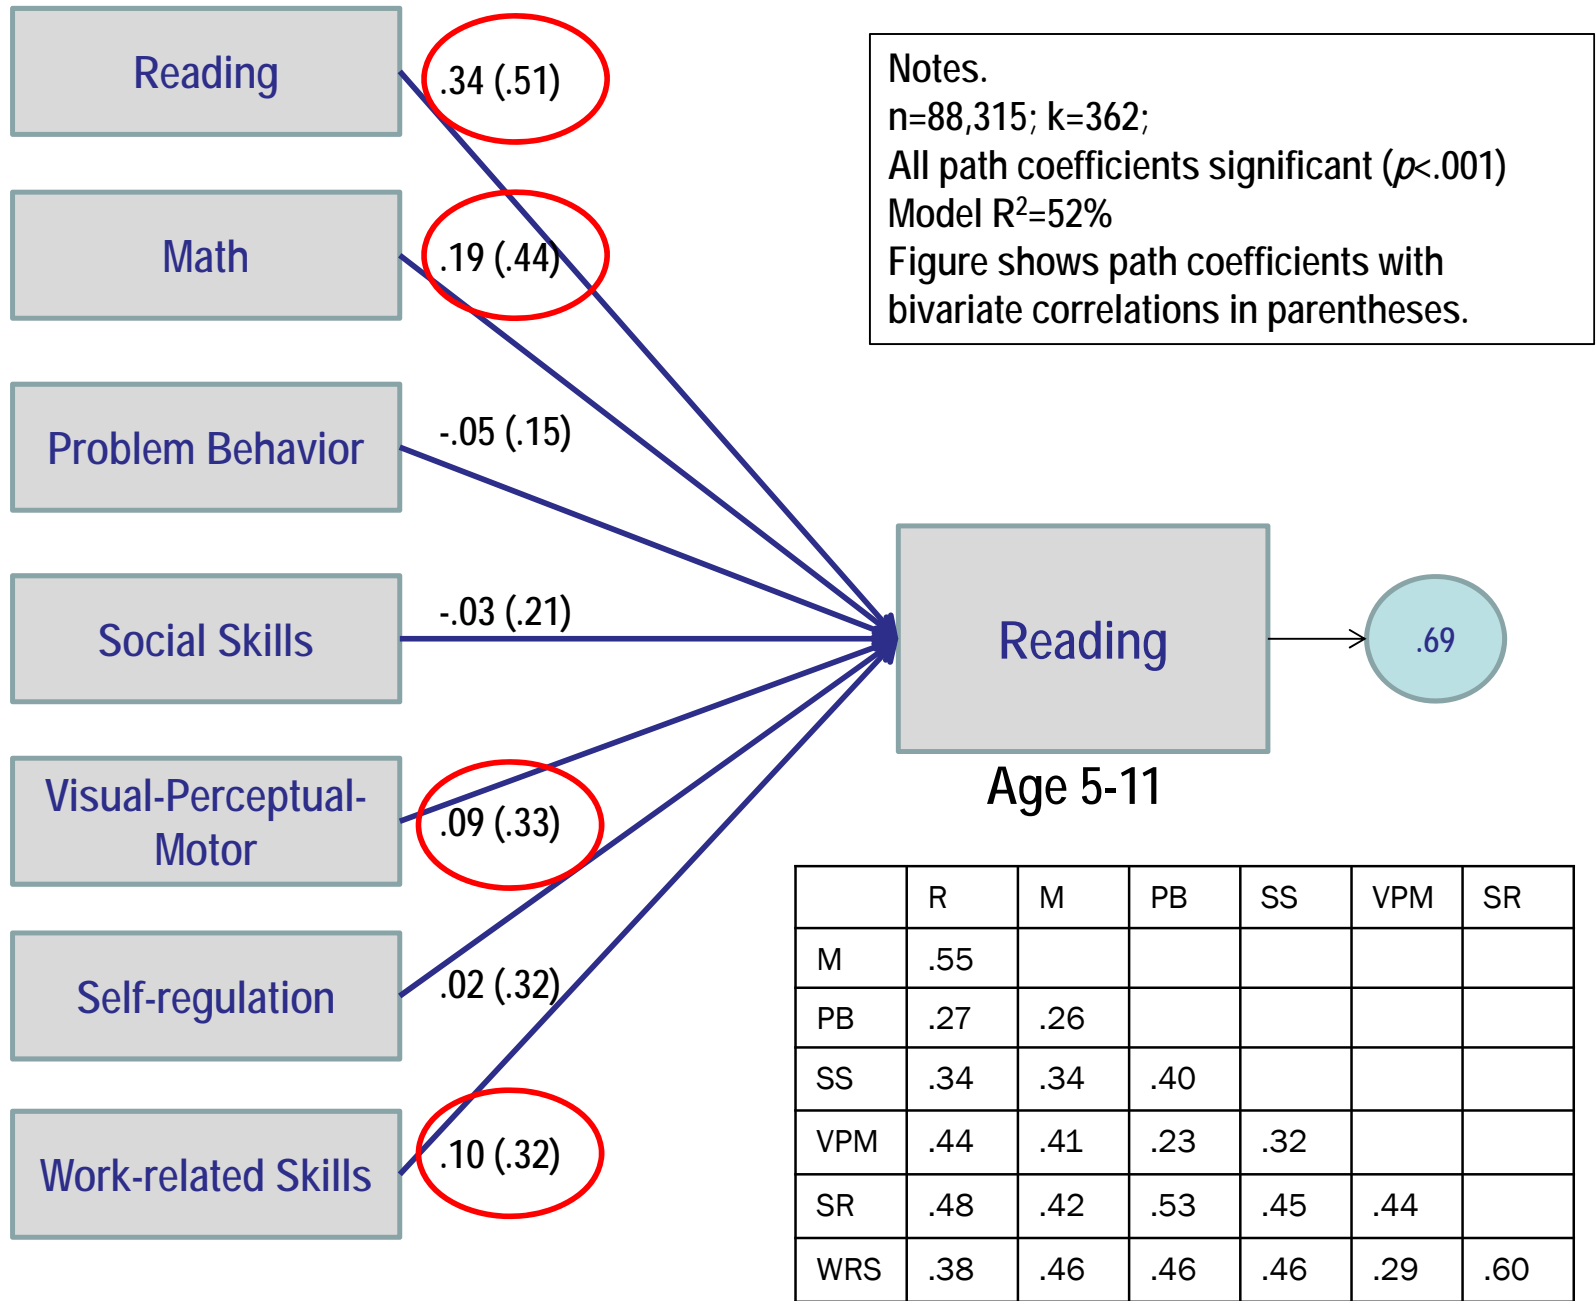 Reading
.34 (.51)
Math
.19 (.44)
Problem Behavior
-.05 (.15)
Social Skills
-.03 (.21)
Visual-Perceptual-
Motor
.09 (.33)
Self-regulation
.02 (.32)
Work-related Skills
.10 (.32)
Notes.
n=88,315; k=362;
All path coefficients significant (p<.001)
Model R²=52%
Figure shows path coefficients with
bivariate correlations in parentheses.
Reading
.69
Age 5-11
R M PB SS VPM SR
M .55
PB .27 .26
SS .34 .34 .40
VPM .44 .41 .23 .32
SR .48 .42 .53 .45 .44
WRS .38 .46 .46 .46 .29 .60